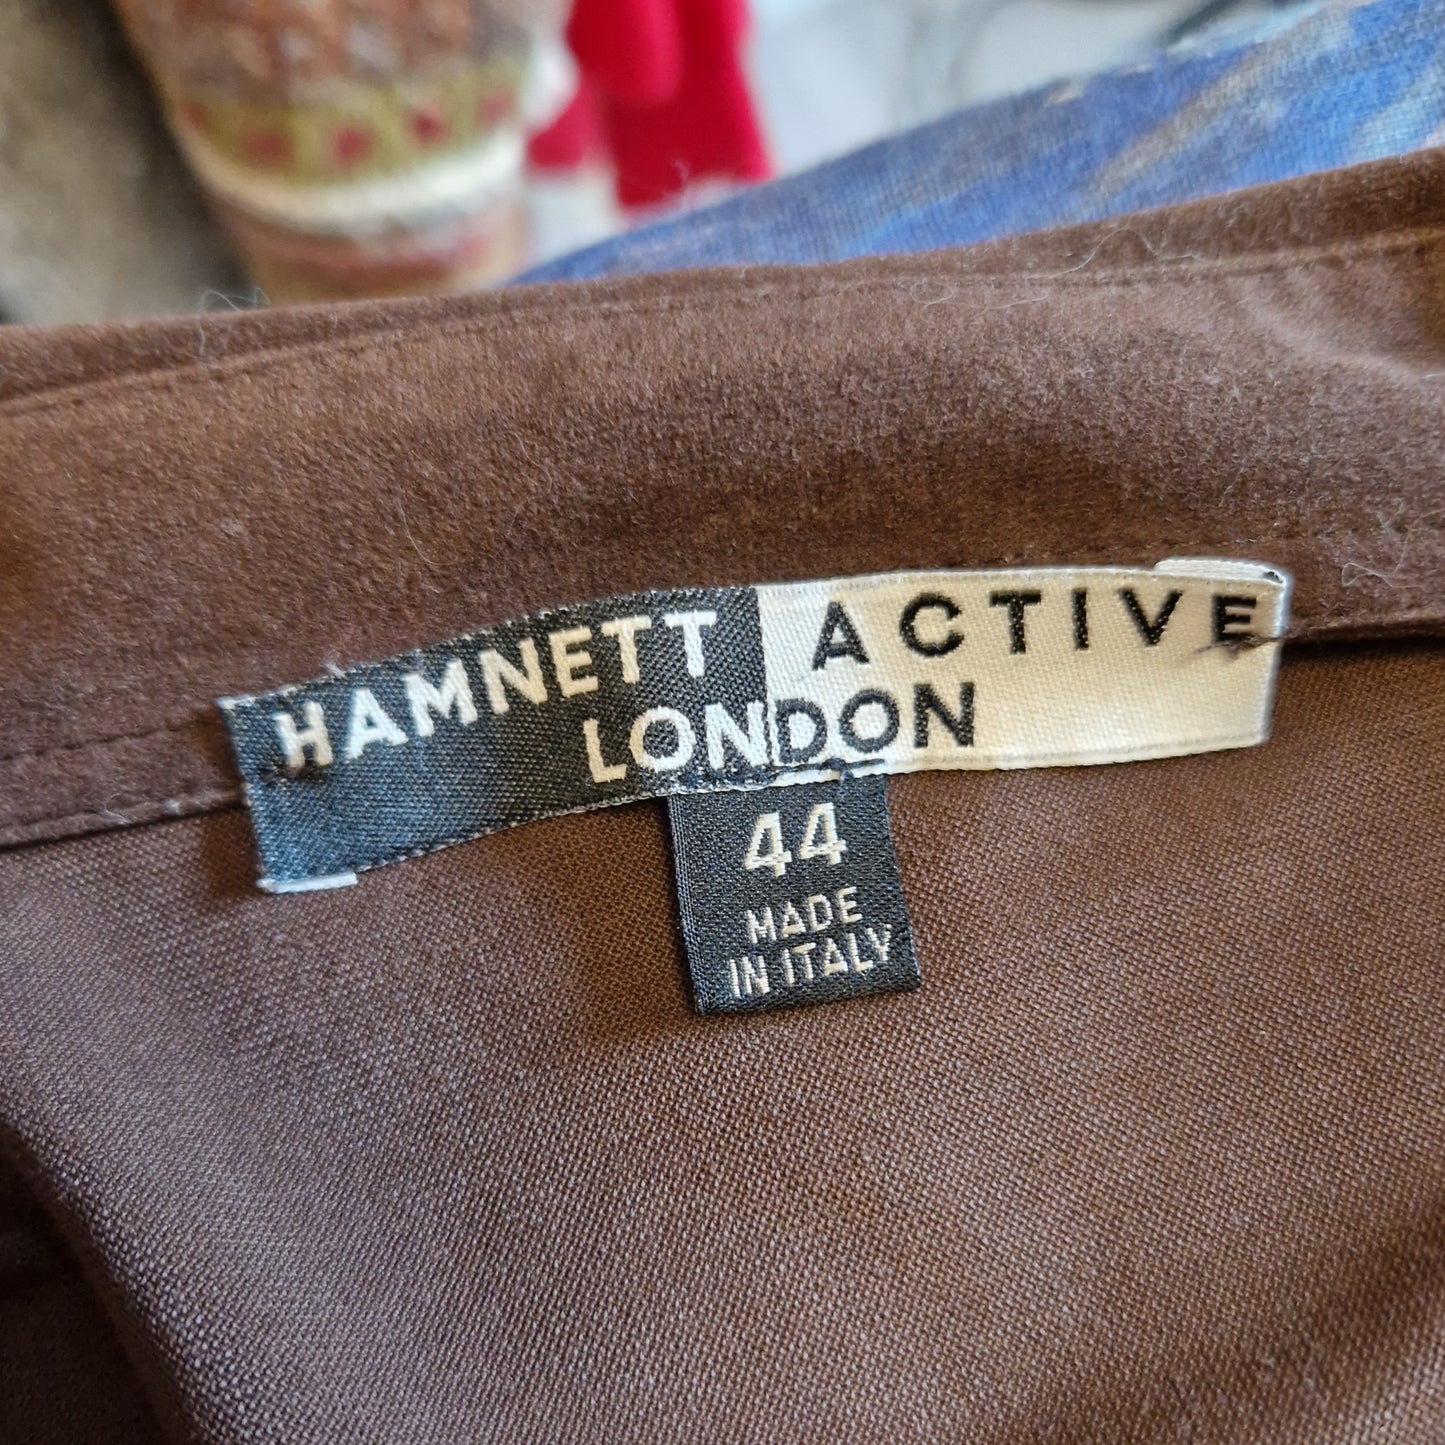 HAMNETT ACTIVE
LONDON
44
MADE
IN ITALY